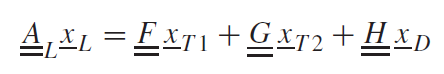 A_L x_L = F x_{T1} + G x_{T2} + H x_D